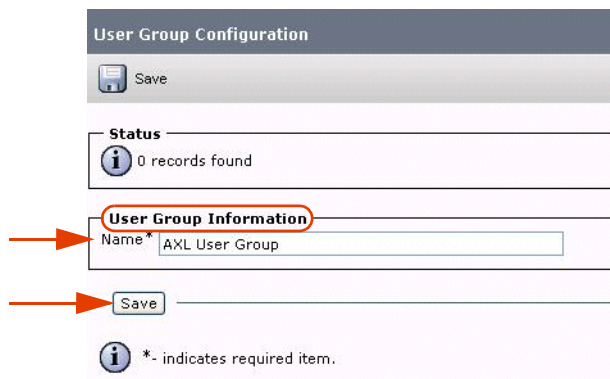 User Group Configuration
Save
Status
0 records found
User Group Information
Name* AXL User Group
Save
*- indicates required item.